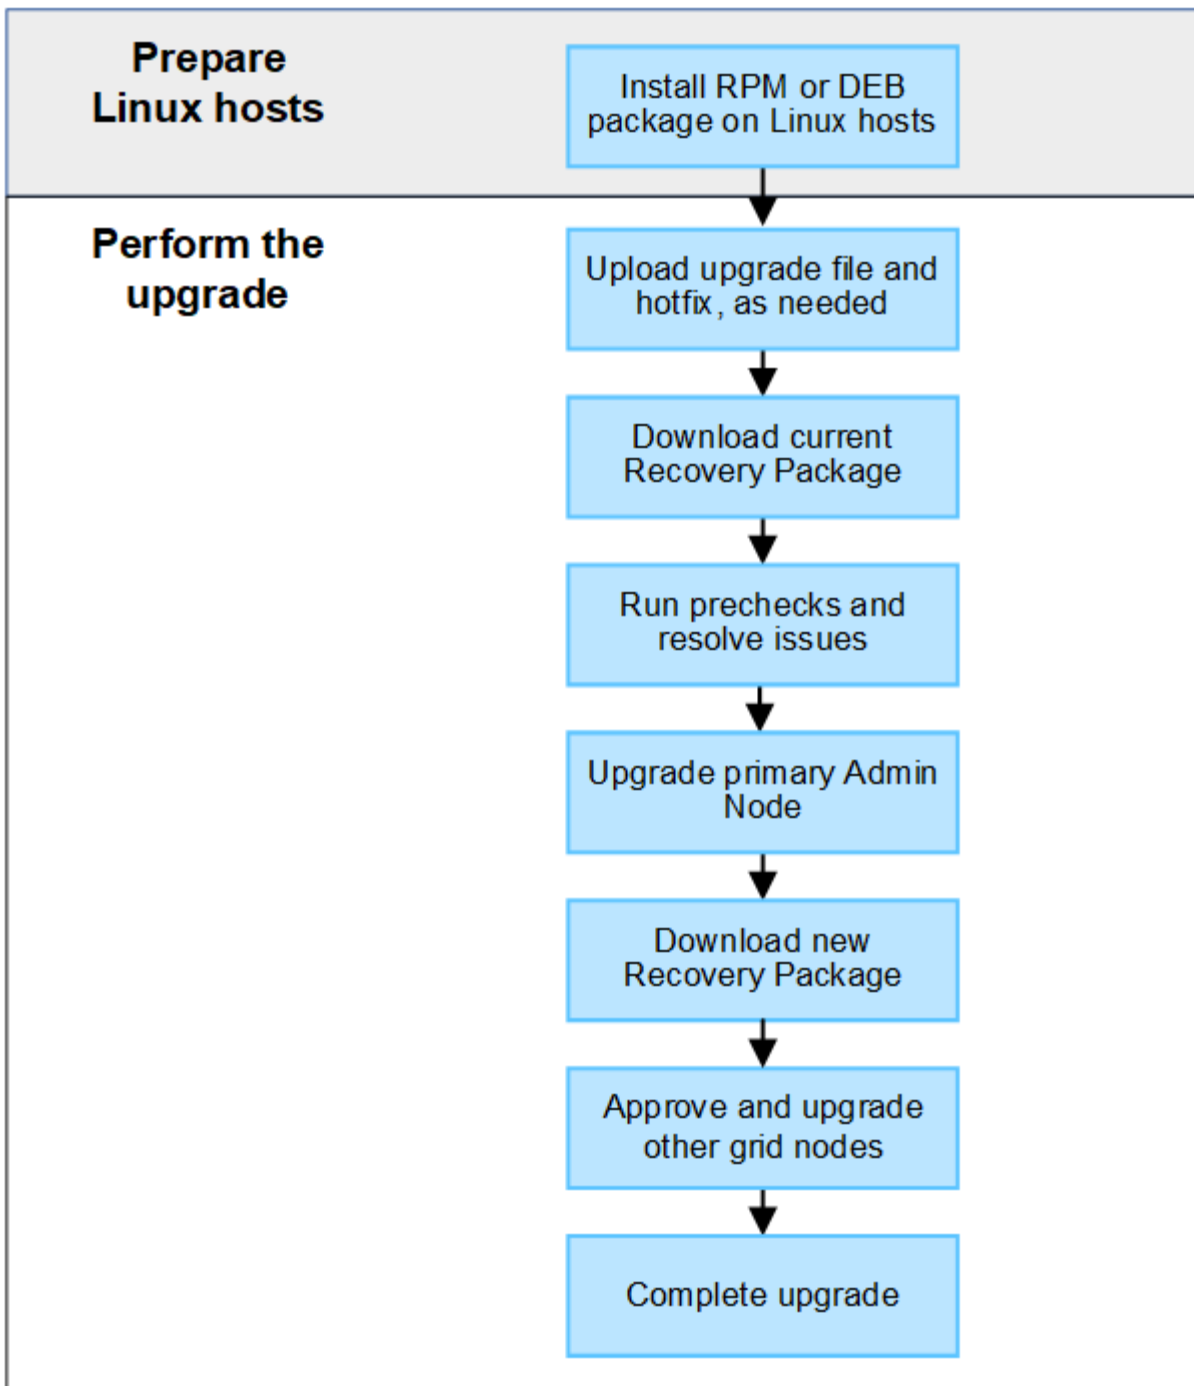 Prepare
Linux hosts
Install RPM or DEB
package on Linux hosts
Perform the
upgrade
Upload upgrade file and
hotfix, as needed
Download current
Recovery Package
Run prechecks and
resolve issues
Upgrade primary Admin
Node
Download new
Recovery Package
Approve and upgrade
other grid nodes
Complete upgrade